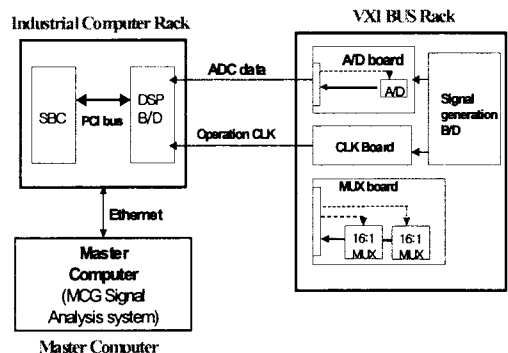 Industrial Computer Rack
VXI BUS Rack
SBC
PCI bus
DSP
B/D
ADC data
Operation CLK
A/D board
A/D
CLK Board
Signal
generation
B/D
MUX board
16:1
MUX
16:1
MUX
Ethernet
Master
Computer
(MCG Signal
Analysis system)
Master Computer